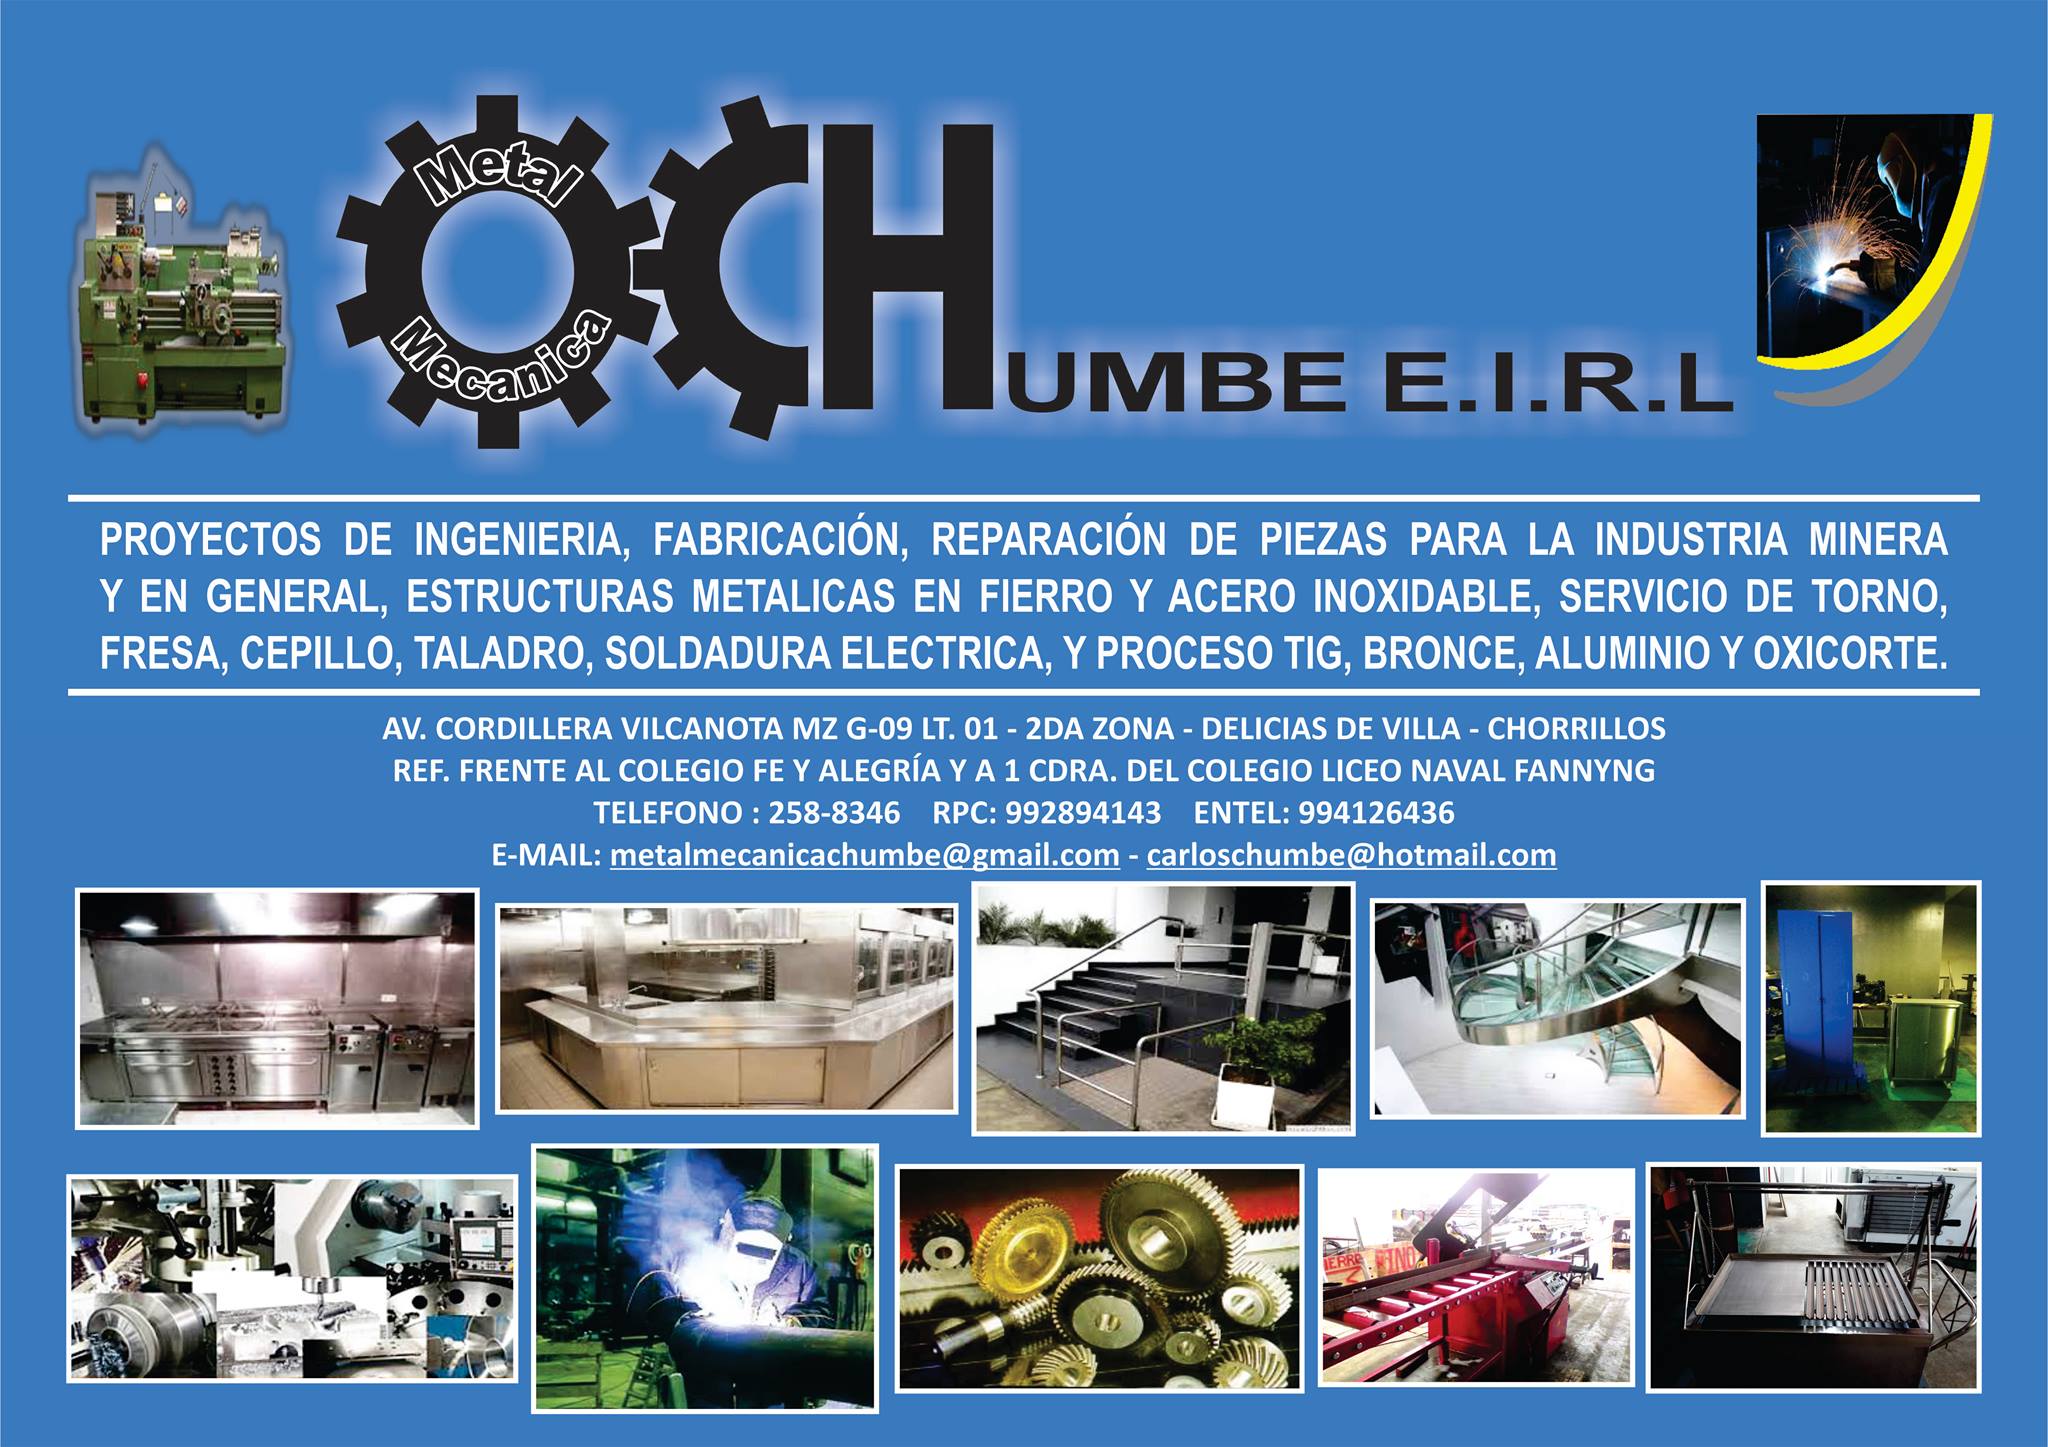 Metal
Mecanica
CHUMBE E.I.R.L
PROYECTOS DE INGENIERIA, FABRICACIÓN, REPARACIÓN DE PIEZAS PARA LA INDUSTRIA MINERA
Y EN GENERAL, ESTRUCTURAS METALICAS EN FIERRO Y ACERO INOXIDABLE, SERVICIO DE TORNO,
FRESA, CEPILLO, TALADRO, SOLDADURA ELECTRICA, Y PROCESO TIG, BRONCE, ALUMINIO Y OXICORTE.
AV. CORDILLERA VILCANOTA MZ G-09 LT. 01 - 2DA ZONA - DELICIAS DE VILLA - CHORRILLOS
REF. FRENTE AL COLEGIO FE Y ALEGRÍA Y A 1 CDRA. DEL COLEGIO LICEO NAVAL FANNYNG
TELEFONO : 258-8346 RPC: 992894143 ENTEL: 994126436
E-MAIL: metalmecanicachumbe@gmail.com - carloschumbe@hotmail.com